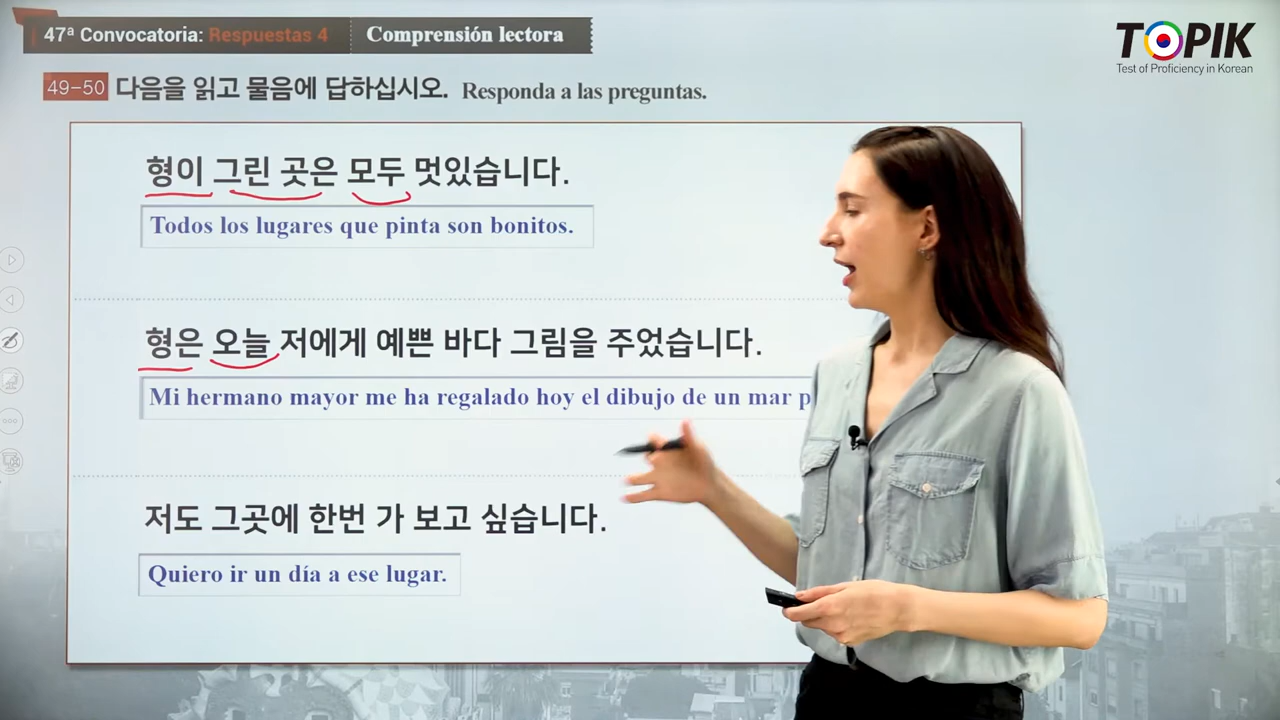 47ª Convocatoria: Respuestas 4 Comprensión lectora
TOPIK
Test of Proficiency in Korean
49-50 다음을 읽고 물음에 답하십시오. Responda a las preguntas.
형이 그린 곳은 모두 멋있습니다.
Todos los lugares que pinta son bonitos.
형은 오늘 저에게 예쁜 바다 그림을 주었습니다.
Mi hermano mayor me ha regalado hoy el dibujo de un mar
저도 그곳에 한번 가 보고 싶습니다.
Quiero ir un día a ese lugar.